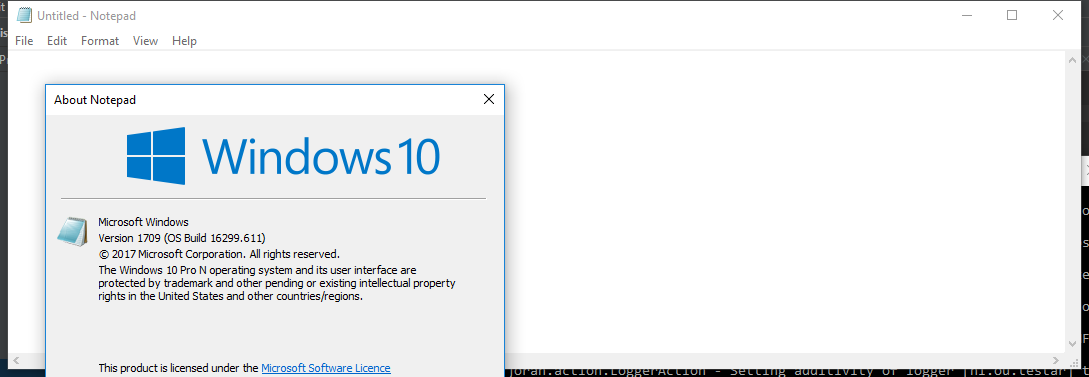 Untitled - Notepad
File Edit Format View Help
About Notepad
Windows 10
Microsoft Windows
Version 1709 (OS Build 16299.611)
© 2017 Microsoft Corporation. All rights reserved.
The Windows 10 Pro N operating system and its user interface are
protected by trademark and other pending or existing intellectual property
rights in the United States and other countries/regions.
This product is licensed under the Microsoft Software Licence
joran.action.LoggerAction - Setting additivity of logger [nl.ou.testar]